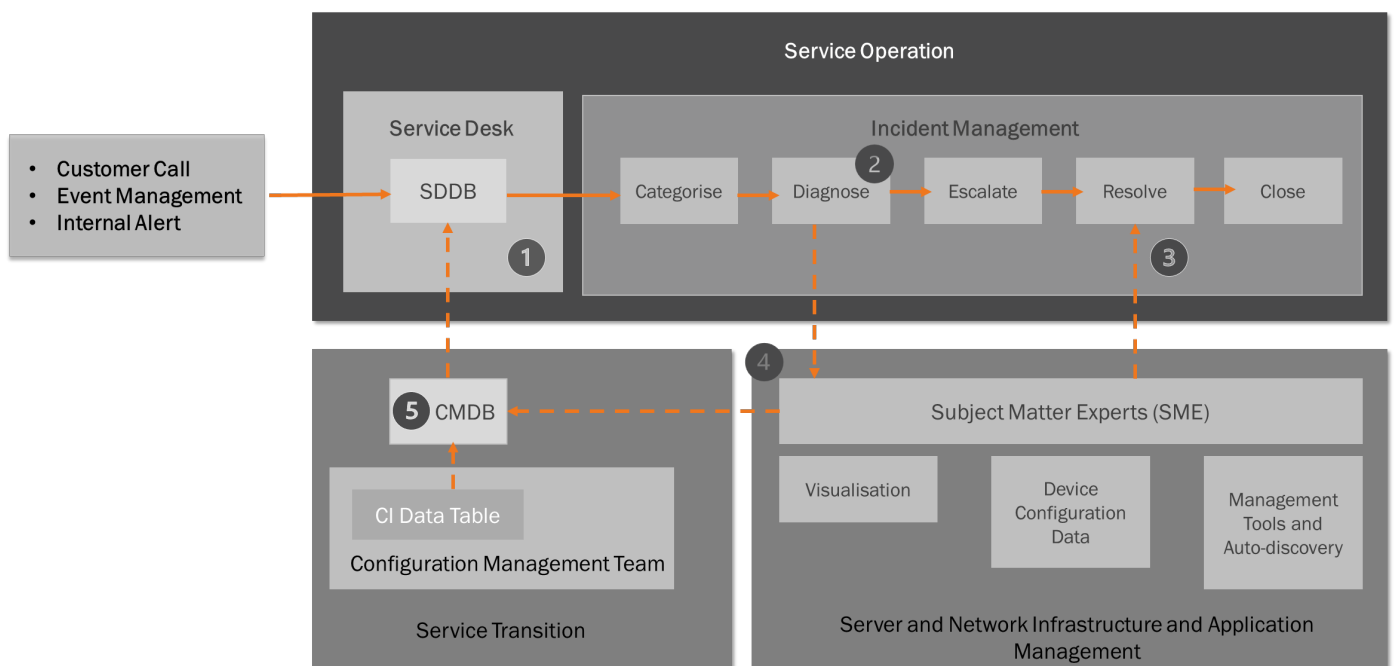 Service Operation
• Customer Call
• Event Management
• Internal Alert
Service Desk
SDDB
1
Incident Management
Categorise
Diagnose
2
Escalate
Resolve
Close
3
5
CMDB
CI Data Table
Configuration Management Team
Service Transition
4
Subject Matter Experts (SME)
Visualisation
Device
Configuration
Data
Management
Tools and
Auto-discovery
Server and Network Infrastructure and Application
Management